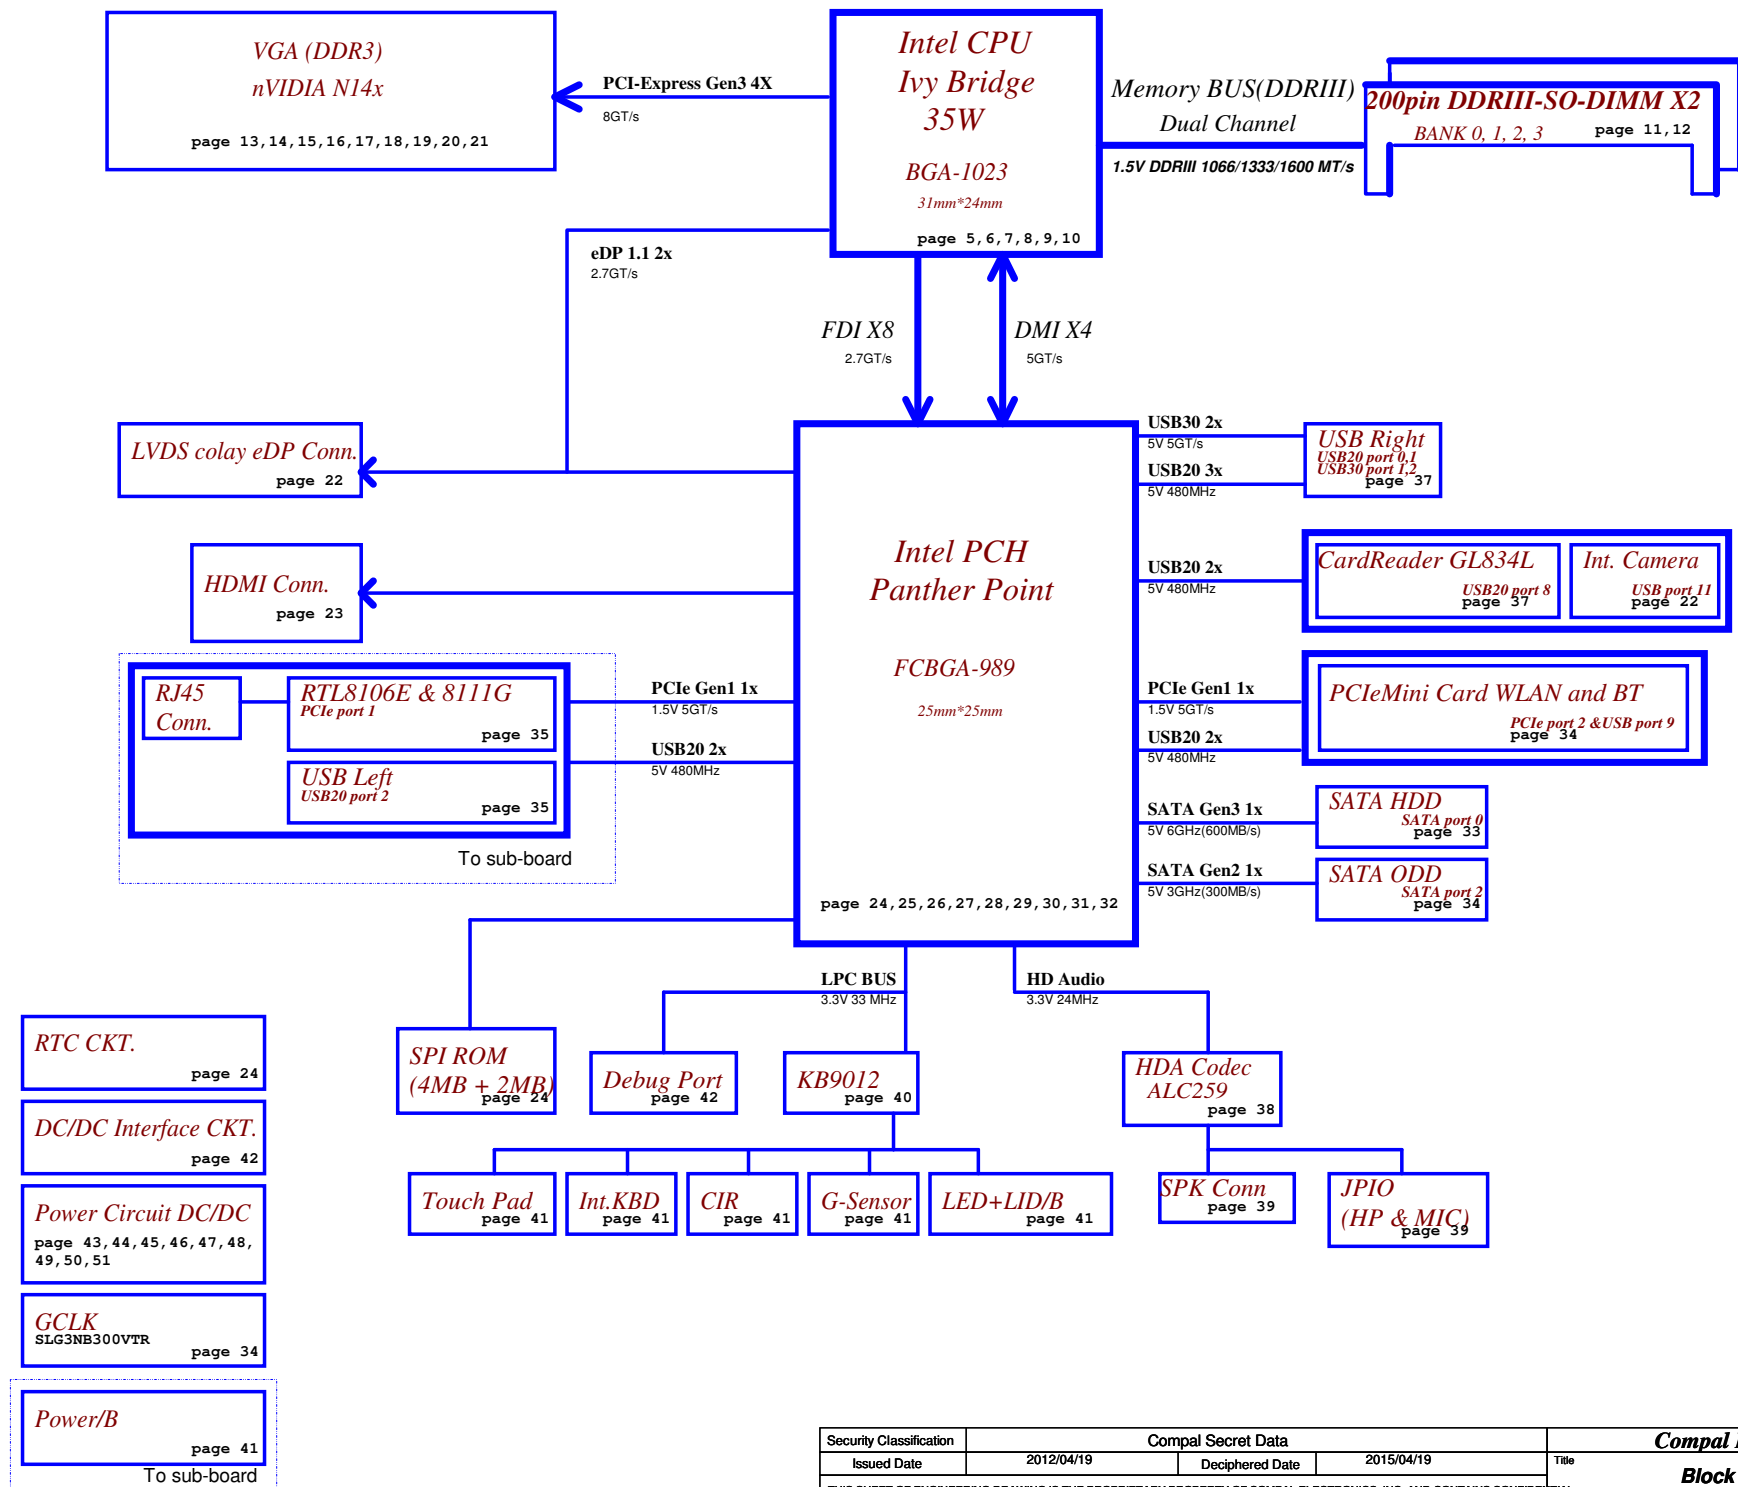 VGA (DDR3)
nVIDIA N14x
page 13,14,15,16,17,18,19,20,21
PCI-Express Gen3 4X
8GT/s
Intel CPU
Ivy Bridge
35W
BGA-1023
31mm*24mm
page 5,6,7,8,9,10
Memory BUS(DDRIII)
Dual Channel
1.5V DDRIII 1066/1333/1600 MT/s
200pin DDRIII-SO-DIMM X2
BANK 0, 1, 2, 3
page 11,12
eDP 1.1 2x
2.7GT/s
FDI X8
2.7GT/s
DMI X4
5GT/s
LVDS colay eDP Conn.
page 22
HDMI Conn.
page 23
RJ45
Conn.
RTL8106E & 8111G
PCIe port 1
page 35
USB Left
USB20 port 2
page 35
To sub-board
PCIe Gen1 1x
1.5V 5GT/s
USB20 2x
5V 480MHz
Intel PCH
Panther Point
FCBGA-989
25mm*25mm
page 24,25,26,27,28,29,30,31,32
USB30 2x
5V 5GT/s
USB20 3x
5V 480MHz
USB Right
USB20 port 0,1
USB30 port 1,2
page 37
USB20 2x
5V 480MHz
CardReader GL834L
USB20 port 8
page 37
Int. Camera
USB port 11
page 22
PCIe Gen1 1x
1.5V 5GT/s
USB20 2x
5V 480MHz
PCIeMini Card WLAN and BT
PCIe port 2 &USB port 9
page 34
SATA Gen3 1x
5V 6GHz(600MB/s)
SATA HDD
SATA port 0
page 33
SATA Gen2 1x
5V 3GHz(300MB/s)
SATA ODD
SATA port 2
page 34
LPC BUS
3.3V 33 MHz
HD Audio
3.3V 24MHz
SPI ROM
(4MB + 2MB)
page 24
Debug Port
page 42
KB9012
page 40
HDA Codec
ALC259
page 38
Touch Pad
page 41
Int.KBD
page 41
CIR
page 41
G-Sensor
page 41
LED+LID/B
page 41
SPK Conn
page 39
JPIO
(HP & MIC)
page 39
RTC CKT.
page 24
DC/DC Interface CKT.
page 42
Power Circuit DC/DC
page 43,44,45,46,47,48,
49,50,51
GCLK
SLG3NB300VTR
page 34
Power/B
page 41
To sub-board
Security Classification
Compal Secret Data
Issued Date
2012/04/19
Deciphered Date
2015/04/19
Compal
Title
Block